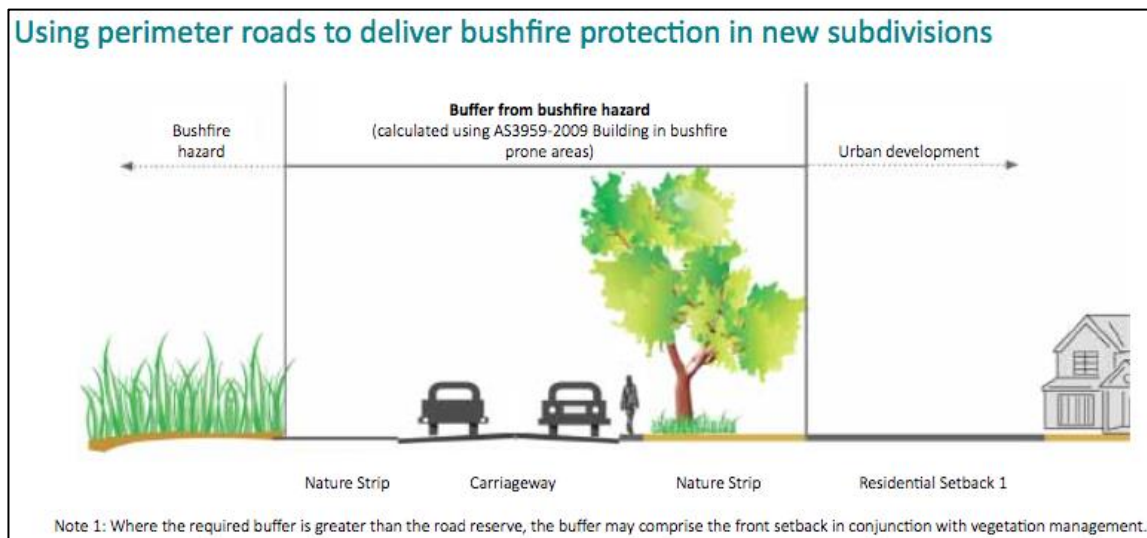 Using perimeter roads to deliver bushfire protection in new subdivisions
Buffer from bushfire hazard
(calculated using AS3959-2009 Building in bushfire
prone areas)
Bushfire
hazard
Urban development
Nature Strip
Carriageway
Nature Strip
Residential Setback 1
Note 1: Where the required buffer is greater than the road reserve, the buffer may comprise the front setback in conjunction with vegetation management.